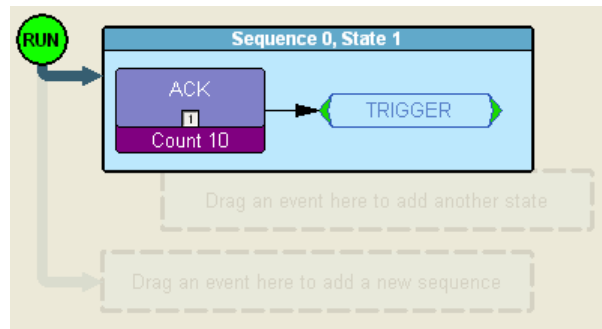 RUN
Sequence 0, State 1
ACK
1
Count 10
TRIGGER
Drag an event here to add another state
Drag an event here to add a new sequence